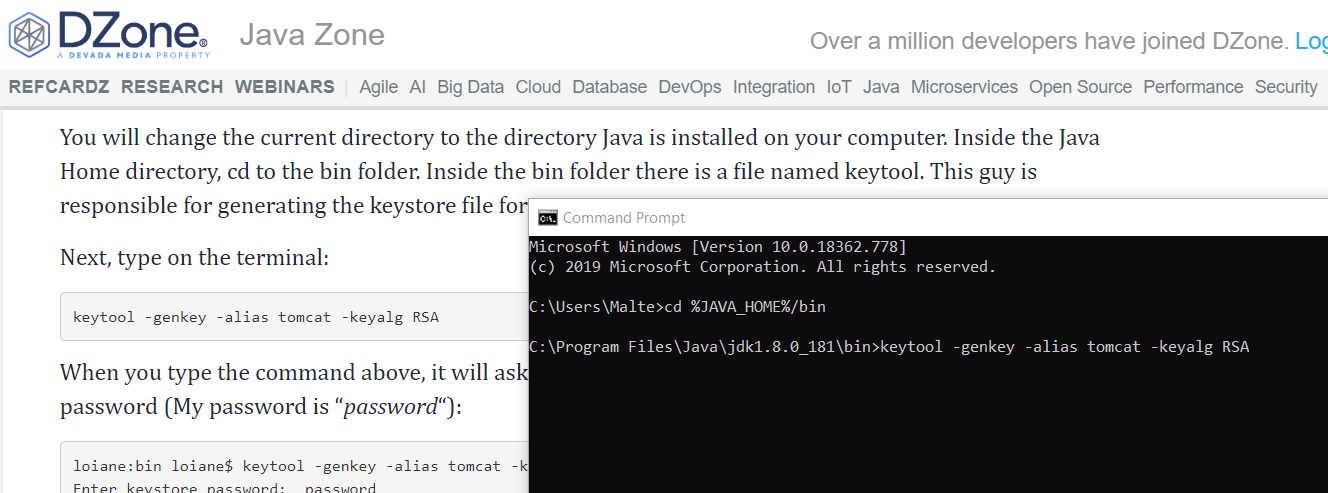 DZone. Java Zone
A DEVADA MEDIA PROPERTY
Over a million developers have joined DZone. Log
REFCARDZ RESEARCH WEBINARS | Agile AI Big Data Cloud Database DevOps Integration IoT Java Microservices Open Source Performance Security
You will change the current directory to the directory Java is installed on your computer. Inside the Java
Home directory, cd to the bin folder. Inside the bin folder there is a file named keytool. This guy is
responsible for generating the keystore file for
Next, type on the terminal:
keytool -genkey -alias tomcat -keyalg RSA
When you type the command above, it will ask
password (My password is “password“):
loiane:bin loiane$ keytool -genkey -alias tomcat -k
Enter keystore password: password
Command Prompt
Microsoft Windows [Version 10.0.18362.778]
(c) 2019 Microsoft Corporation. All rights reserved.
C:\Users\Malte>cd %JAVA_HOME%/bin
C:\Program Files\Java\jdk1.8.0_181\bin>keytool -genkey -alias tomcat -keyalg RSA